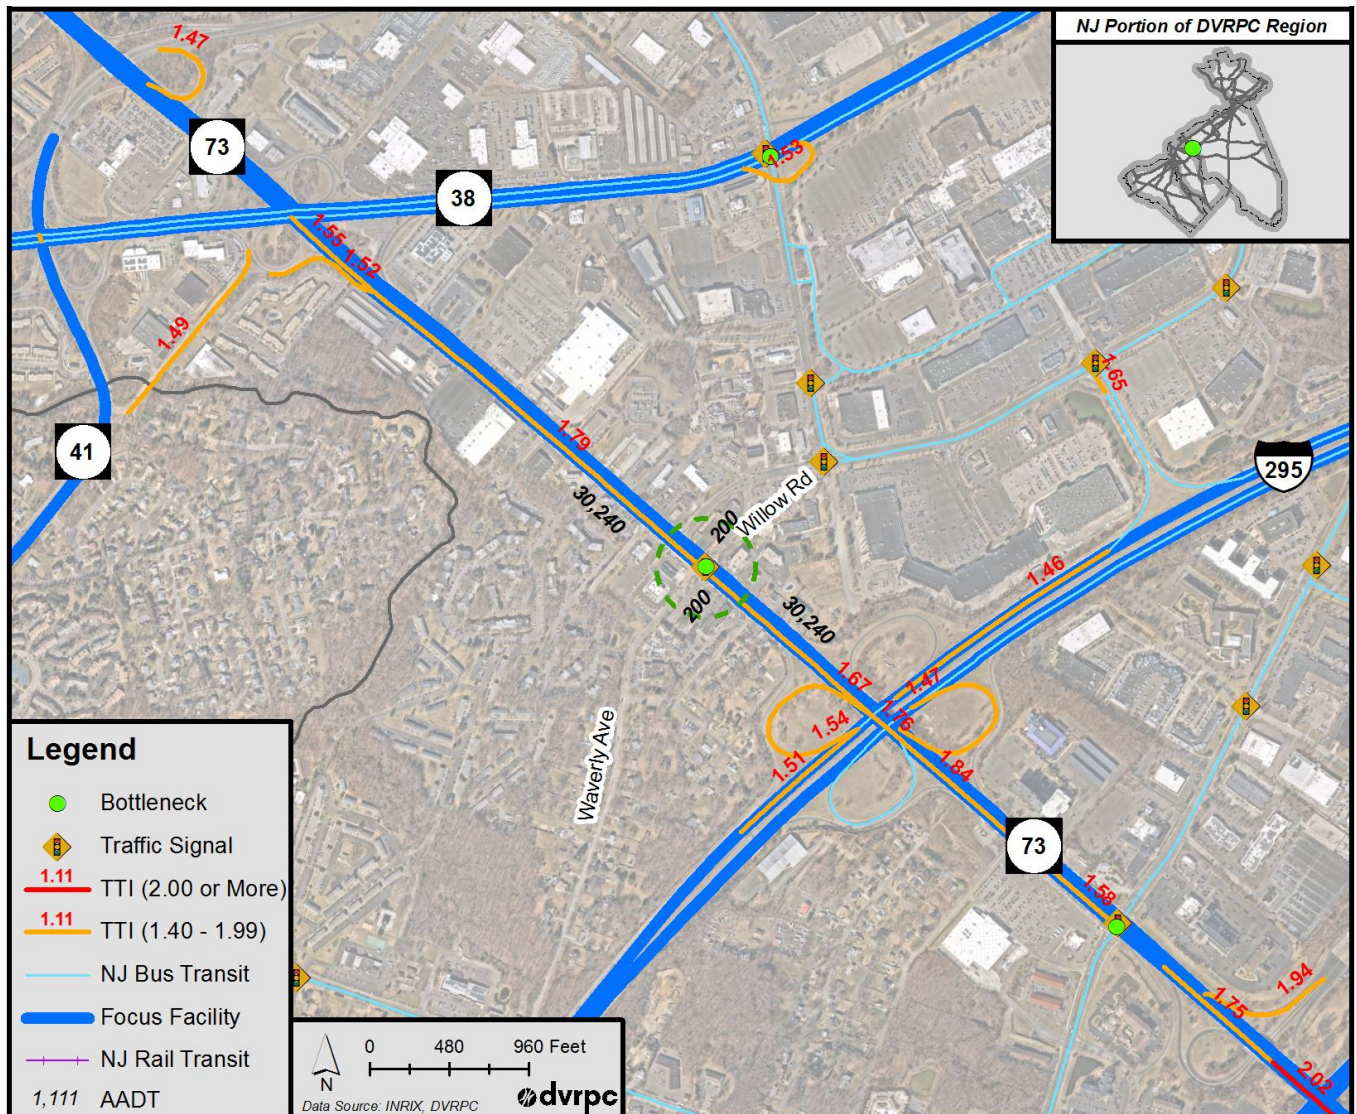 NJ Portion of DVRPC Region
1.47
73
38
1.53
1.55
1.52
1.49
1.65
41
1.79
295
30,240
200
Willow Rd
1.46
200
30,240
1.67
1.47
1.76
1.54
1.51
1.84
Waverly Ave
73
1.58
1.94
1.75
2.02
Legend
Bottleneck
Traffic Signal
1.11
TTI (2.00 or More)
1.11
TTI (1.40 - 1.99)
NJ Bus Transit
Focus Facility
NJ Rail Transit
1,111 AADT
N
0 480 960 Feet
Data Source: INRIX, DVRPC
dvrpc